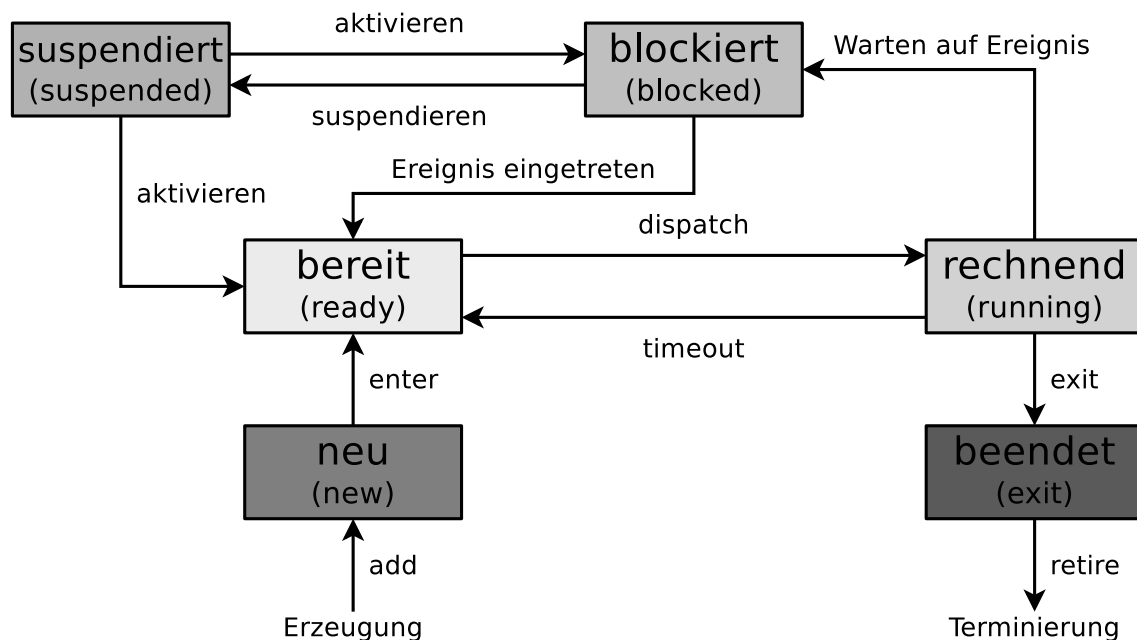 aktivieren
suspendiert
(suspended)
blockiert
(blocked)
Warten auf Ereignis
suspendieren
Ereignis eingetreten
aktivieren
dispatch
bereit
(ready)
rechnend
(running)
timeout
enter
exit
neu
(new)
beendet
(exit)
add
retire
Erzeugung
Terminierung